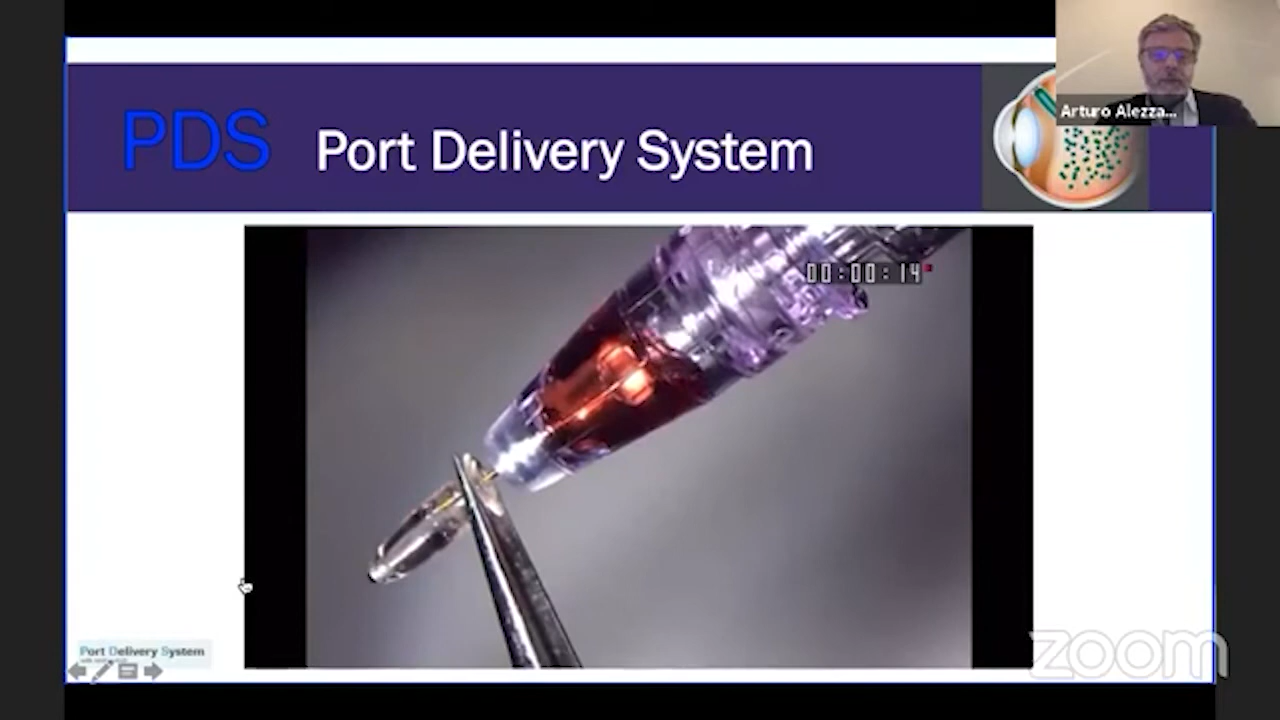 PDS Port Delivery System
Arturo Alezza...
00:00:14
Port Delivery System
zoom